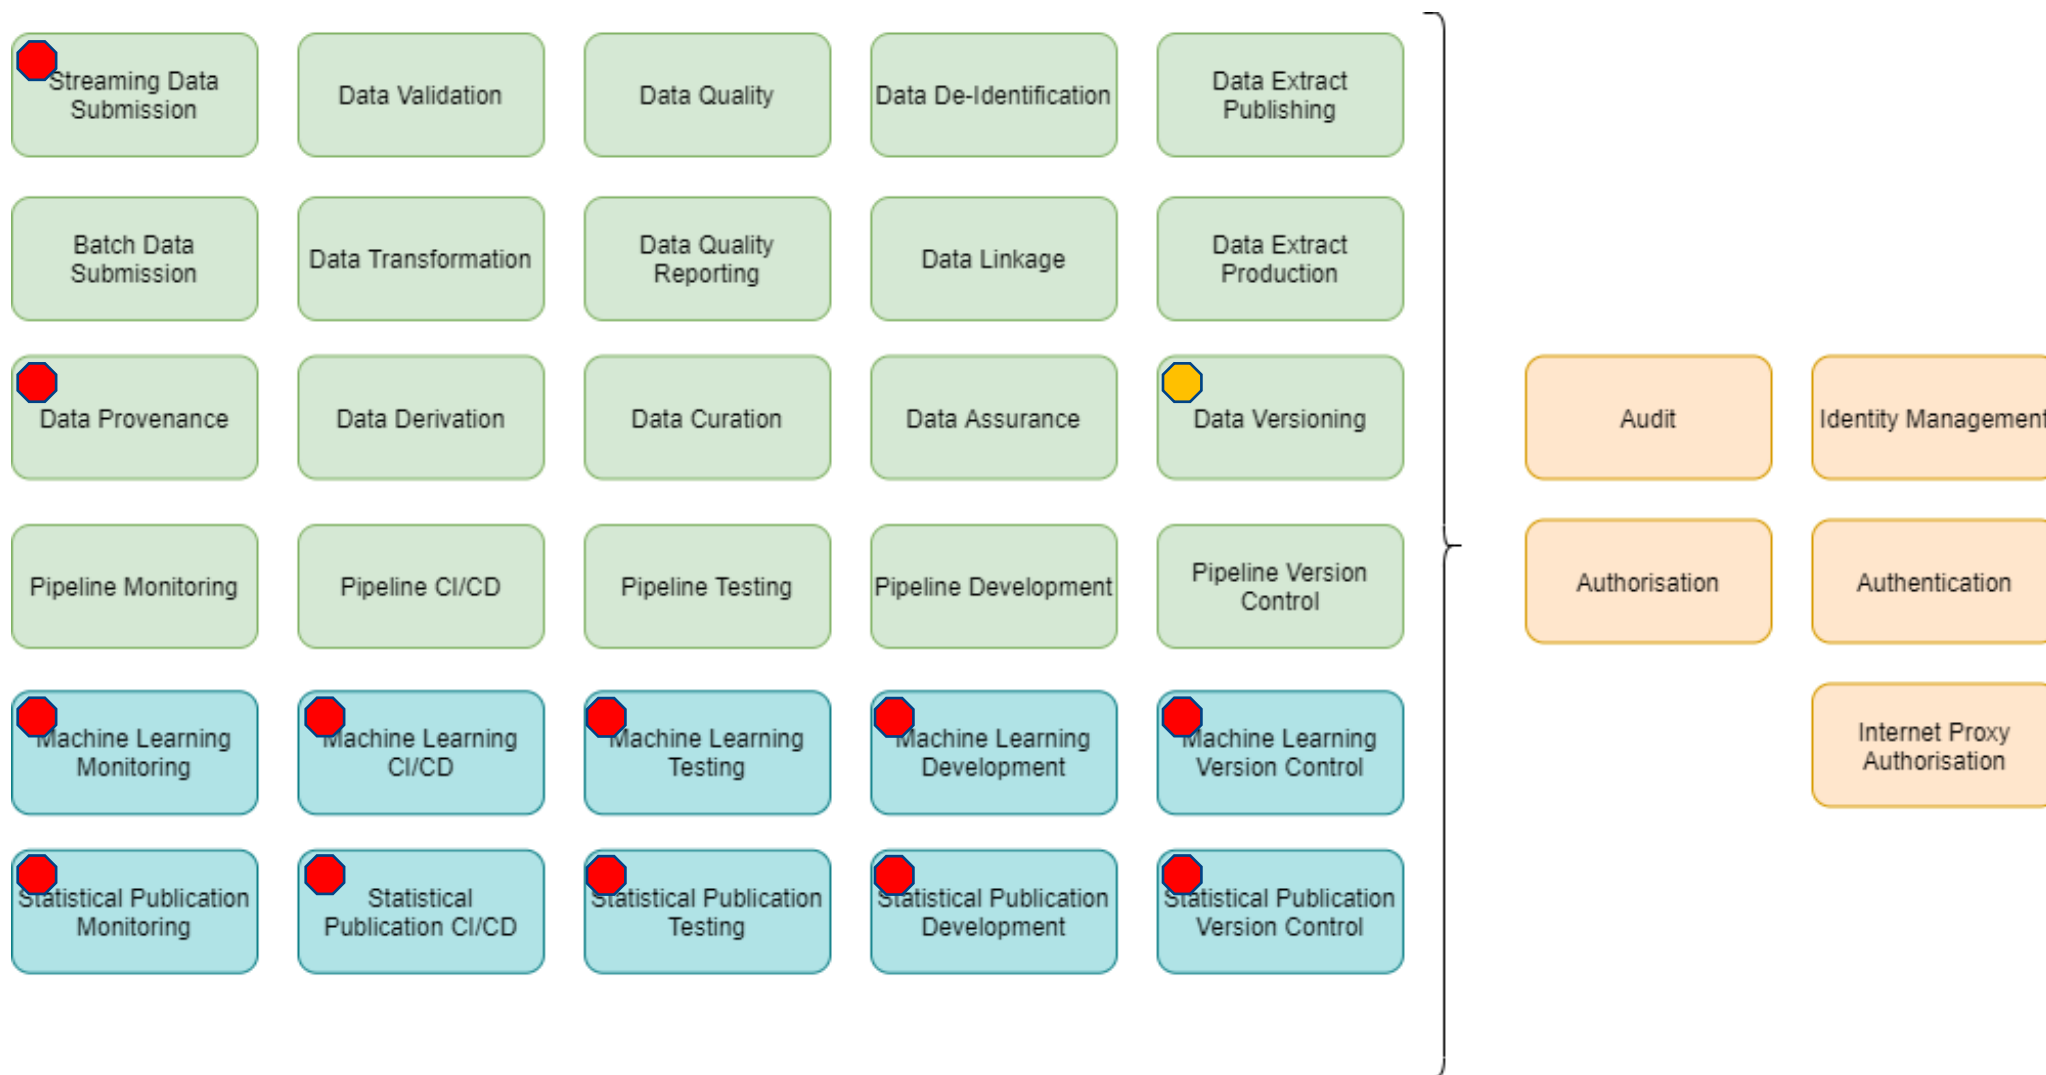 Streaming Data
Submission
Data Validation
Data Quality
Data De-Identification
Data Extract
Publishing
Batch Data
Submission
Data Transformation
Data Quality
Reporting
Data Linkage
Data Extract
Production
Data Provenance
Data Derivation
Data Curation
Data Assurance
Data Versioning
Audit
Identity Management
Pipeline Monitoring
Pipeline CI/CD
Pipeline Testing
Pipeline Development
Pipeline Version
Control
Authorisation
Authentication
Machine Learning
Monitoring
Machine Learning
CI/CD
Machine Learning
Testing
Machine Learning
Development
Machine Learning
Version Control
Internet Proxy
Authorisation
Statistical Publication
Monitoring
Statistical
Publication CI/CD
Statistical Publication
Testing
Statistical Publication
Development
Statistical Publication
Version Control